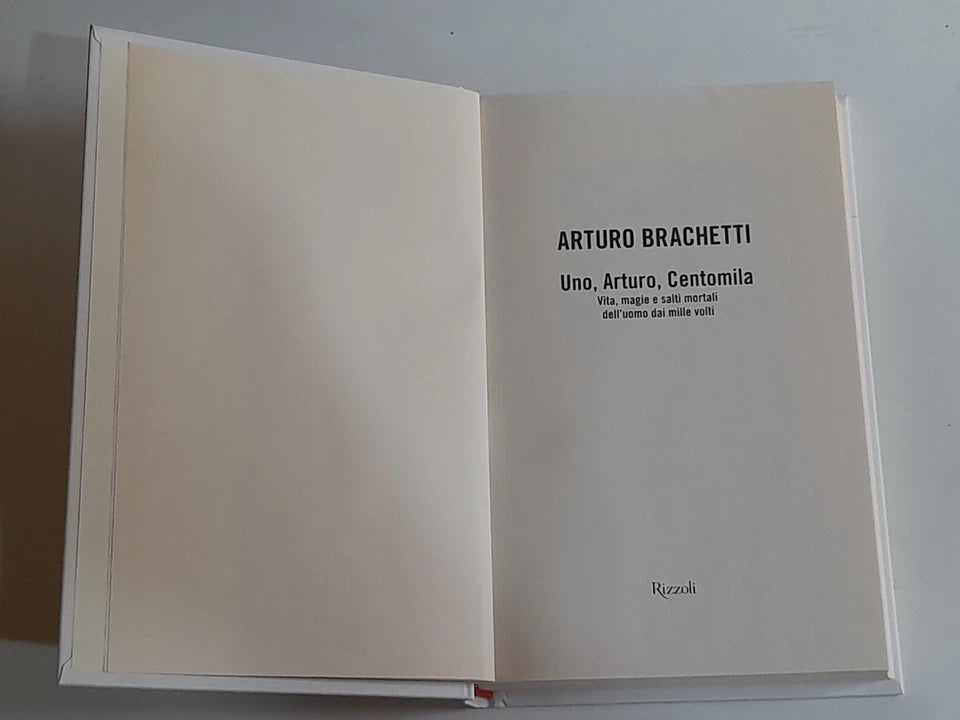 ARTURO BRACHETTI
Uno, Arturo, Centomila
Vita, magie e salti mortali
dell'uomo dai mille volti
Rizzoli